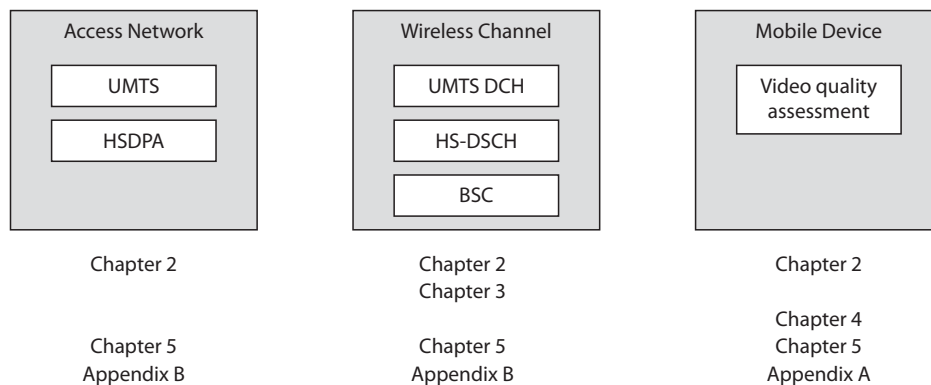 Access Network
UMTS
HSDPA
Chapter 2
Chapter 5
Appendix B
Wireless Channel
UMTS DCH
HS-DSCH
BSC
Chapter 2
Chapter 3
Chapter 5
Appendix B
Mobile Device
Video quality
assessment
Chapter 2
Chapter 4
Chapter 5
Appendix A